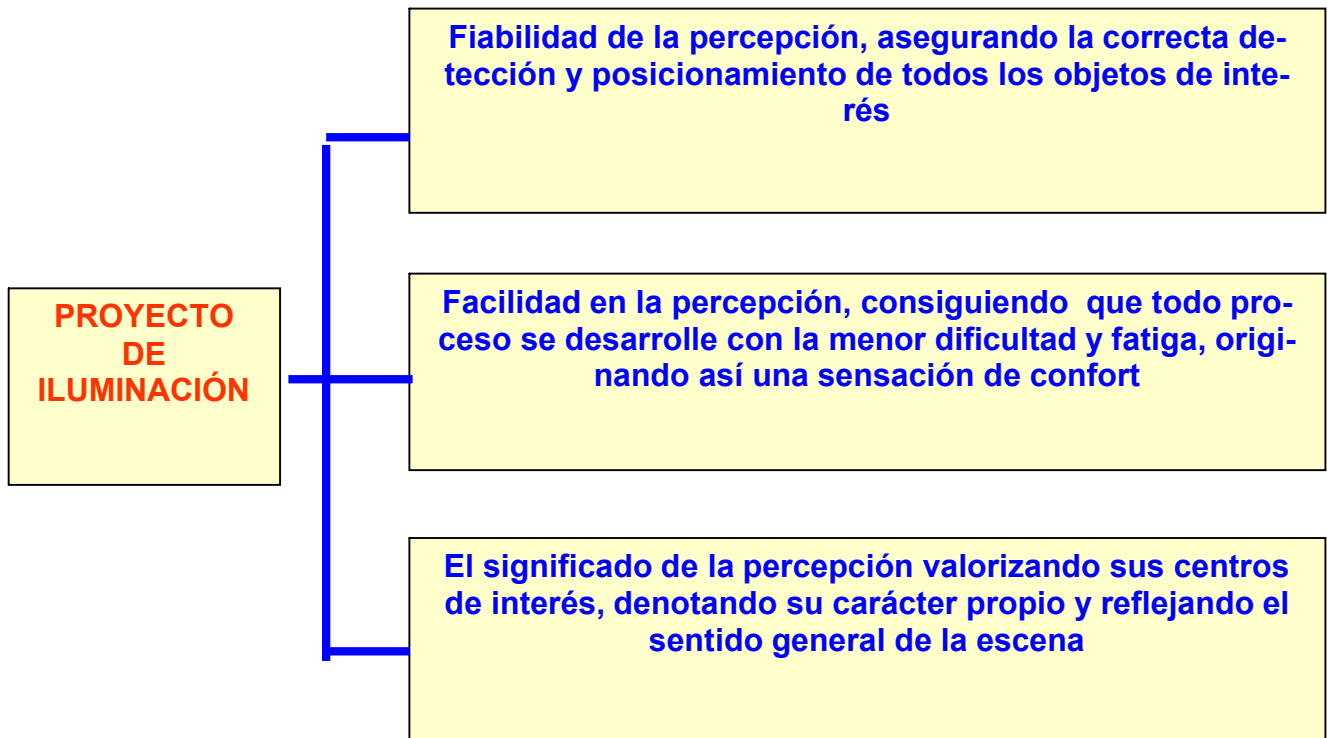 Fiabilidad de la percepción, asegurando la correcta de-
tección y posicionamiento de todos los objetos de inte-
rés
PROYECTO
DE
ILUMINACIÓN
Facilidad en la percepción, consiguiendo que todo pro-
ceso se desarrolle con la menor dificultad y fatiga, origi-
nando así una sensación de confort
El significado de la percepción valorizando sus centros
de interés, denotando su carácter propio y reflejando el
sentido general de la escena